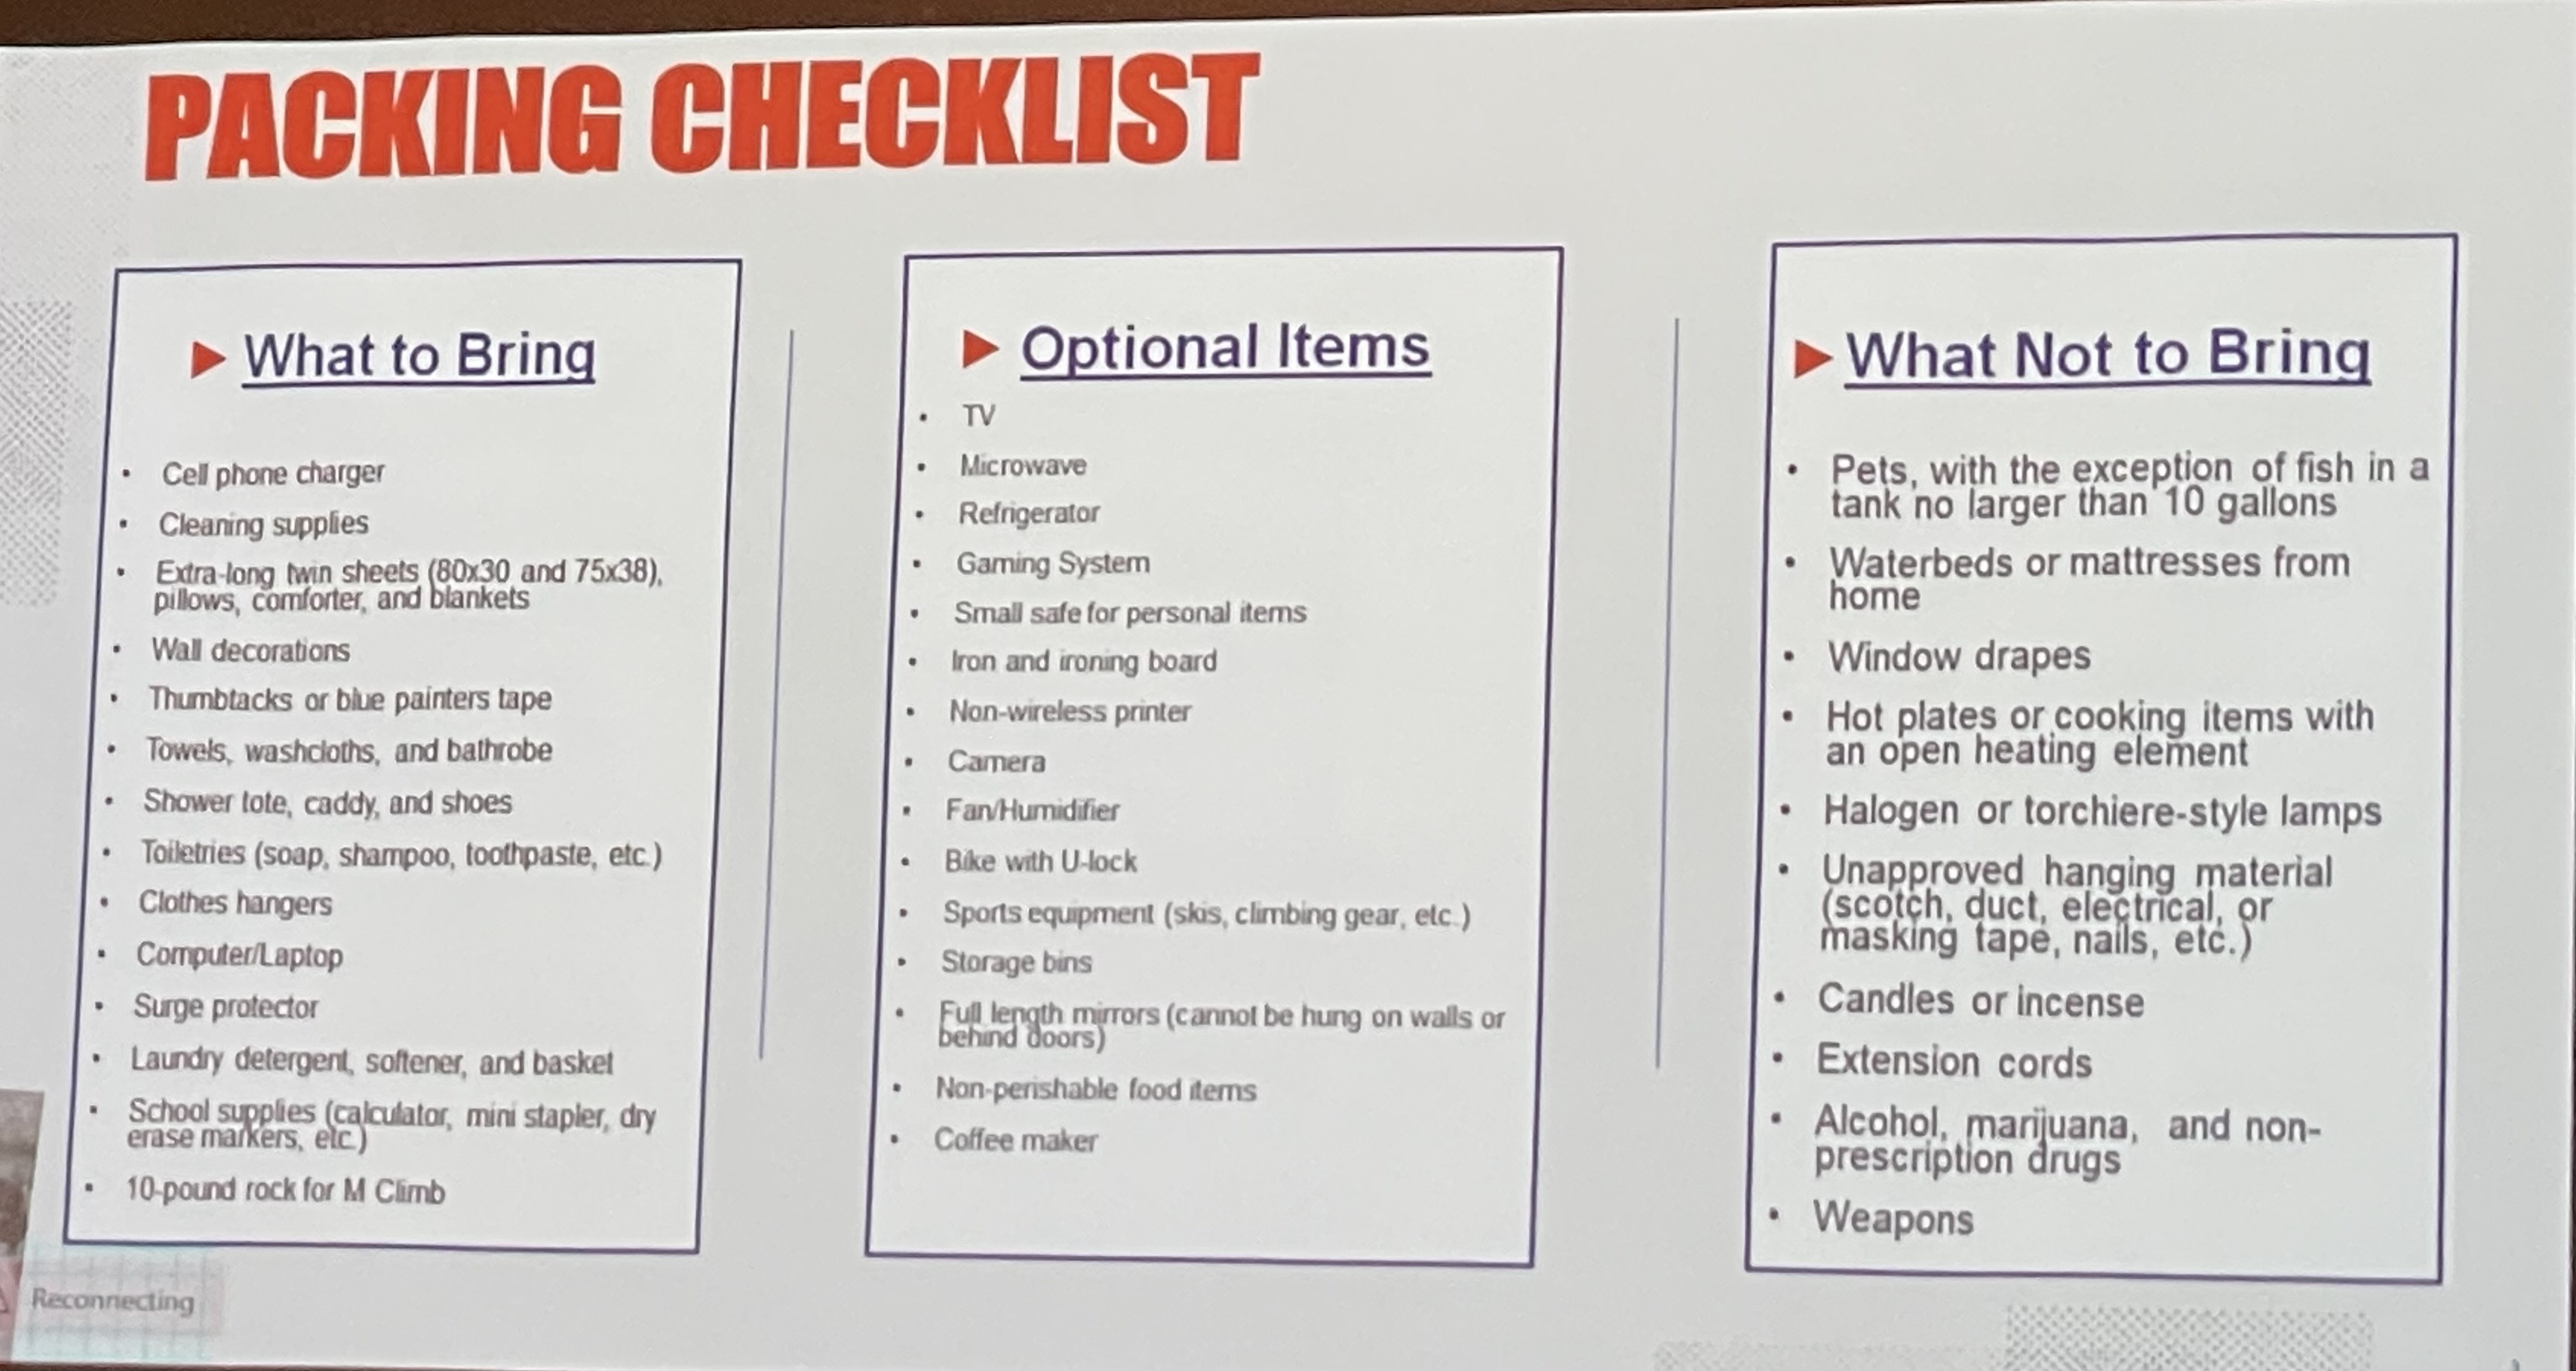 PACKING CHECKLIST
What to Bring
• Cell phone charger
• Cleaning supplies
• Extra-long twin sheets (80x30 and 75x38),
pillows, comforter, and blankets
• Wall decorations
• Thumbtacks or blue painters tape
• Towels, washcloths, and bathrobe
• Shower tote, caddy, and shoes
• Toiletries (soap, shampoo, toothpaste, etc.)
• Clothes hangers
• Computer/Laptop
• Surge protector
• Laundry detergent, softener, and basket
• School supplies (calculator, mini stapler, dry
erase markers, etc.)
• 10-pound rock for M Climb
Optional Items
• TV
• Microwave
• Refrigerator
• Gaming System
• Small safe for personal items
• Iron and ironing board
• Non-wireless printer
• Camera
• Fan/Humidifier
• Bike with U-lock
• Sports equipment (skis, climbing gear, etc.)
• Storage bins
• Full length mirrors (cannot be hung on walls or
behind doors)
• Non-perishable food items
• Coffee maker
What Not to Bring
• Pets, with the exception of fish in a
tank no larger than 10 gallons
• Waterbeds or mattresses from
home
• Window drapes
• Hot plates or cooking items with
an open heating element
• Halogen or torchiere-style lamps
• Unapproved hanging material
(scotch, duct, electrical, or
masking tape, nails, etc.)
• Candles or incense
• Extension cords
• Alcohol, marijuana, and non-
prescription drugs
• Weapons
Reconnecting